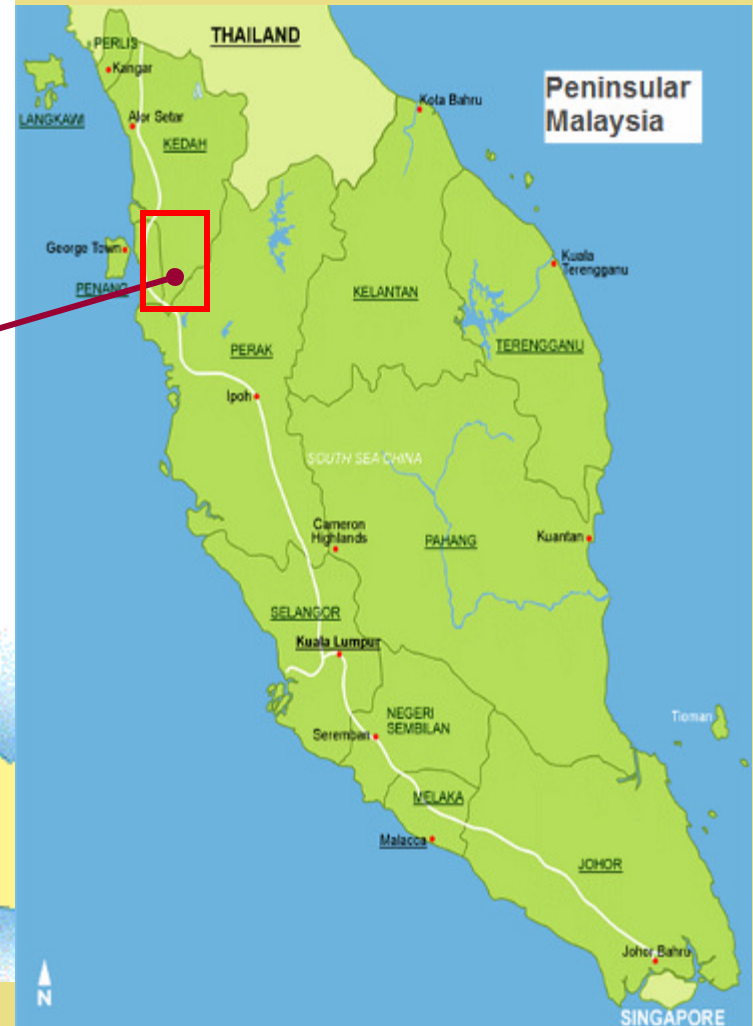 THAILAND
PERLIS
Kangar
Peninsular
Malaysia
Kota Bahru
LANGKAWI
Alor Setar
KEDAH
George Town
Kuala
Terengganu
PENANG
KELANTAN
TERENGGANU
PERAK
Ipoh
SOUTH SEA CHINA
Cameron
Highlands
PAHANG
Kuantan
SELANGOR
Kuala Lumpur
NEGERI
SEMBILAN
Tioman
Seremban
MELAKA
Malacca
JOHOR
Johor Bahru
N
SINGAPORE